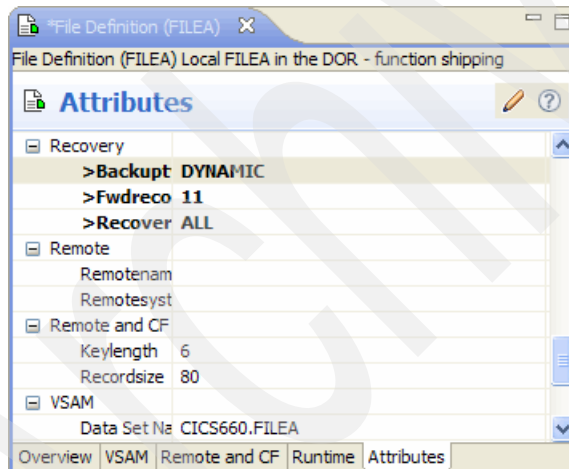 *File Definition (FILEA)
File Definition (FILEA) Local FILEA in the DOR - function shipping
Attributes
Recovery
>Backupt DYNAMIC
>Fwdreco 11
>Recover ALL
Remote
Remotenam
Remotesyst
Remote and CF
Keylength 6
Recordsize 80
VSAM
Data Set Na CICS660.FILEA
Overview VSAM Remote and CF Runtime Attributes